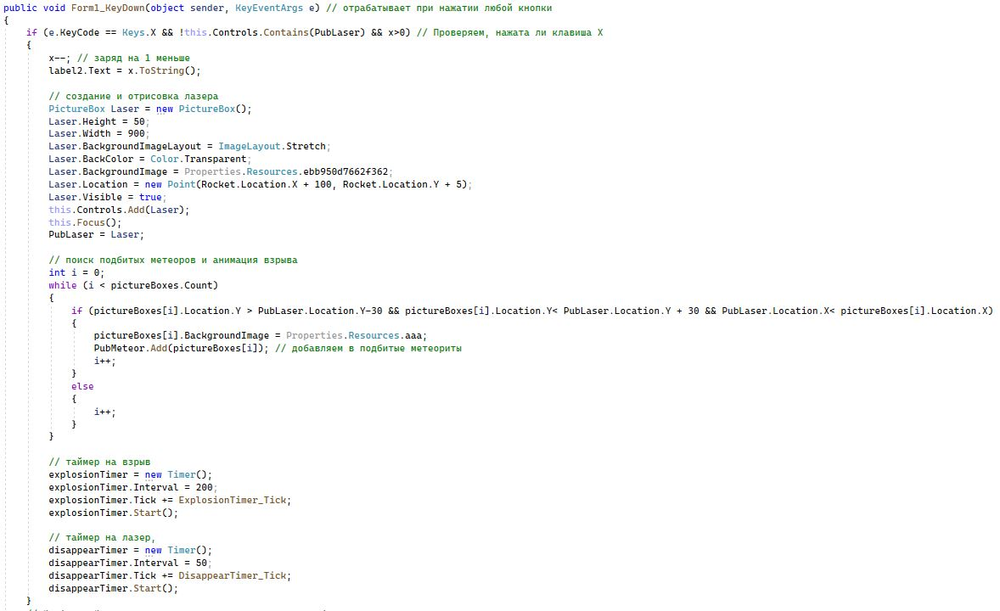 public void Form1_KeyDown(object sender, KeyEventArgs e) // отрабатывает при нажатии любой кнопки
{
if (e.KeyCode == Keys.X && !this.Controls.Contains(PubLaser) && x>0) // Проверяем, нажата ли клавиша X
{
x--; // заряд на 1 меньше
label2.Text = x.ToString();
// создание и отрисовка лазера
PictureBox Laser = new PictureBox();
Laser.Height = 50;
Laser.Width = 900;
Laser.BackgroundImageLayout = ImageLayout.Stretch;
Laser.BackColor = Color.Transparent;
Laser.BackgroundImage = Properties.Resources.ebb950d7662f362;
Laser.Location = new Point(Rocket.Location.X + 100, Rocket.Location.Y + 5);
Laser.Visible = true;
this.Controls.Add(Laser);
this.Focus();
PubLaser = Laser;
// поиск подбитых метеоров и анимация взрыва
int i = 0;
while (i < pictureBoxes.Count)
{
if (pictureBoxes[i].Location.Y > PubLaser.Location.Y-30 && pictureBoxes[i].Location.Y< PubLaser.Location.Y + 30 && PubLaser.Location.X< pictureBoxes[i].Location.X)
{
pictureBoxes[i].BackgroundImage = Properties.Resources.aaa;
PubMeteor.Add(pictureBoxes[i]); // добавляем в подбитые метеориты
i++;
}
else
{
i++;
}
}
// таймер на взрыв
explosionTimer = new Timer();
explosionTimer.Interval = 200;
explosionTimer.Tick += ExplosionTimer_Tick;
explosionTimer.Start();
// таймер на лазер,
disappearTimer = new Timer();
disappearTimer.Interval = 50;
disappearTimer.Tick += DisappearTimer_Tick;
disappearTimer.Start();
}